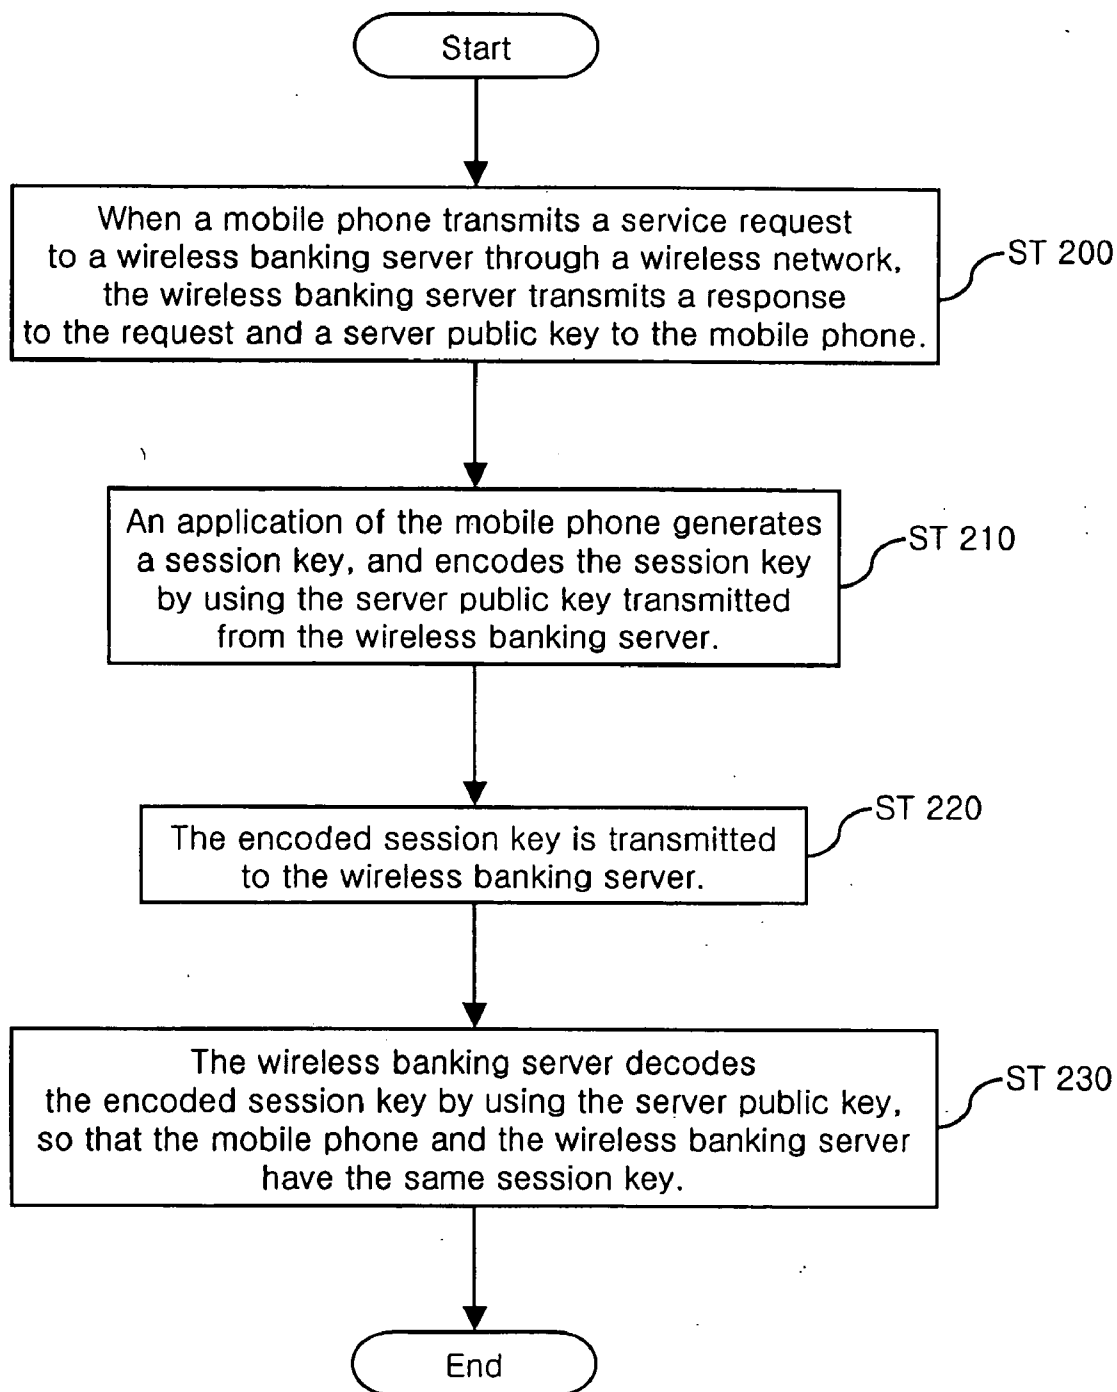 Start
When a mobile phone transmits a service request
to a wireless banking server through a wireless network,
the wireless banking server transmits a response
to the request and a server public key to the mobile phone.
ST 200
An application of the mobile phone generates
a session key, and encodes the session key
by using the server public key transmitted
from the wireless banking server.
ST 210
The encoded session key is transmitted
to the wireless banking server.
ST 220
The wireless banking server decodes
the encoded session key by using the server public key,
so that the mobile phone and the wireless banking server
have the same session key.
ST 230
End